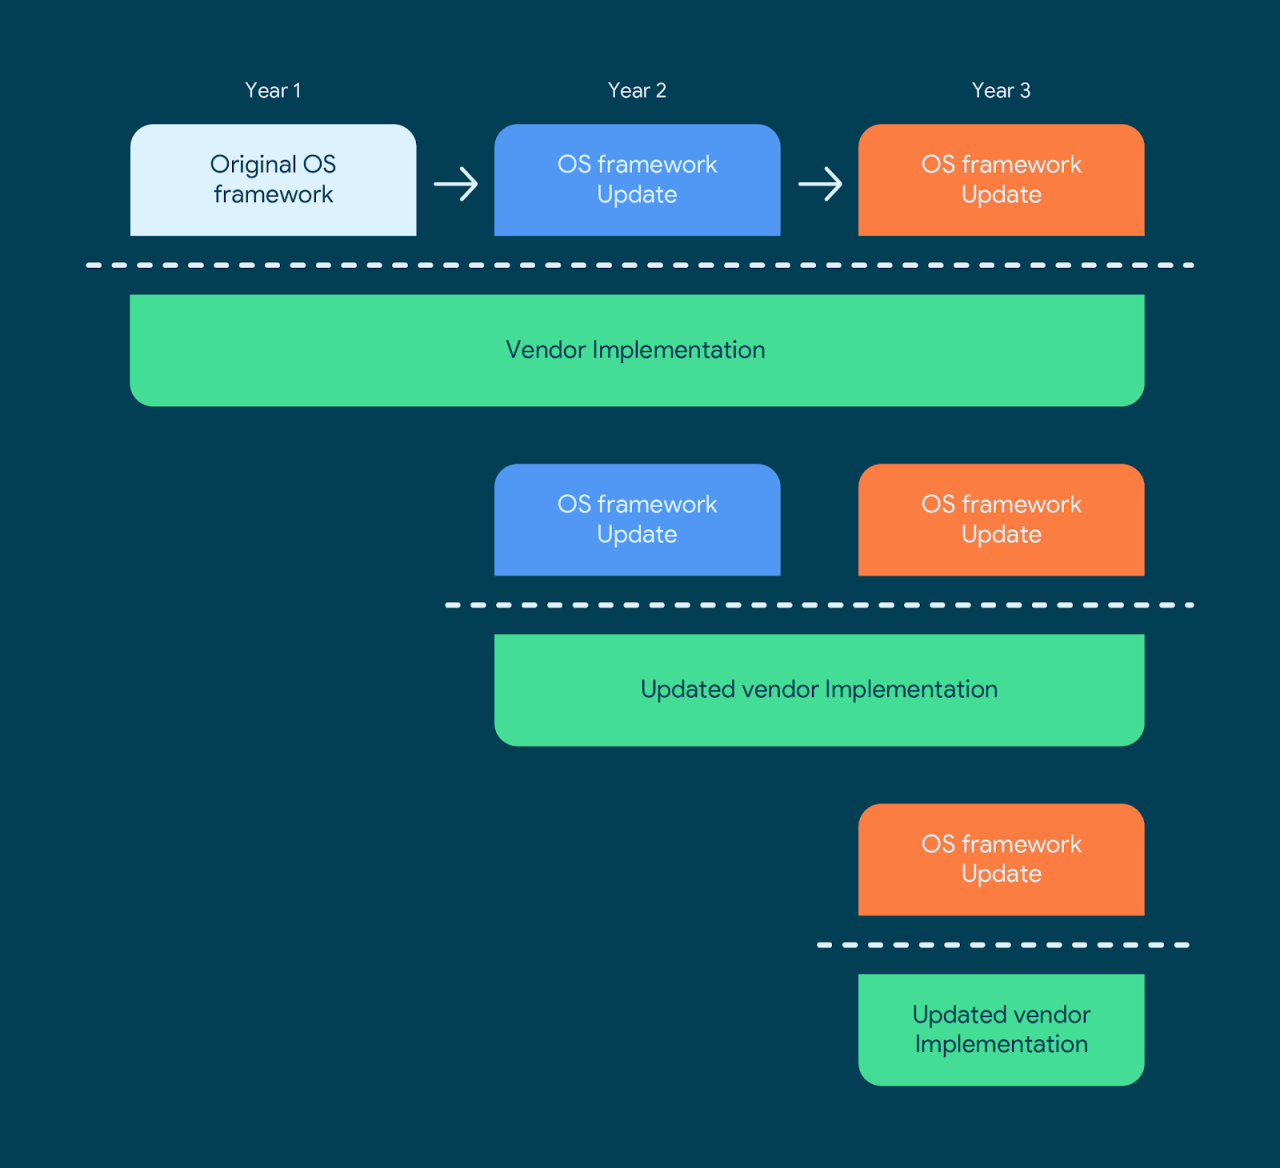 Year 1
Year 2
Year 3
Original OS
framework
OS framework
Update
OS framework
Update
Vendor Implementation
OS framework
Update
OS framework
Update
Updated vendor Implementation
OS framework
Update
Updated vendor
Implementation